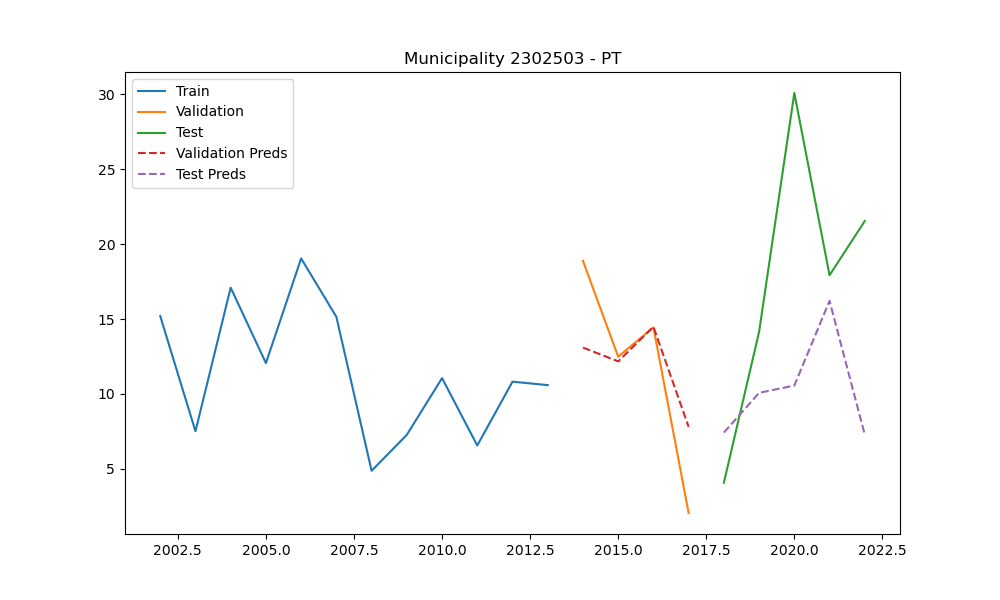 Municipality 2302503 - PT
Train
Validation
Test
Validation Preds
Test Preds
30
25
20
15
10
5
2002.5 2005.0 2007.5 2010.0 2012.5 2015.0 2017.5 2020.0 2022.5